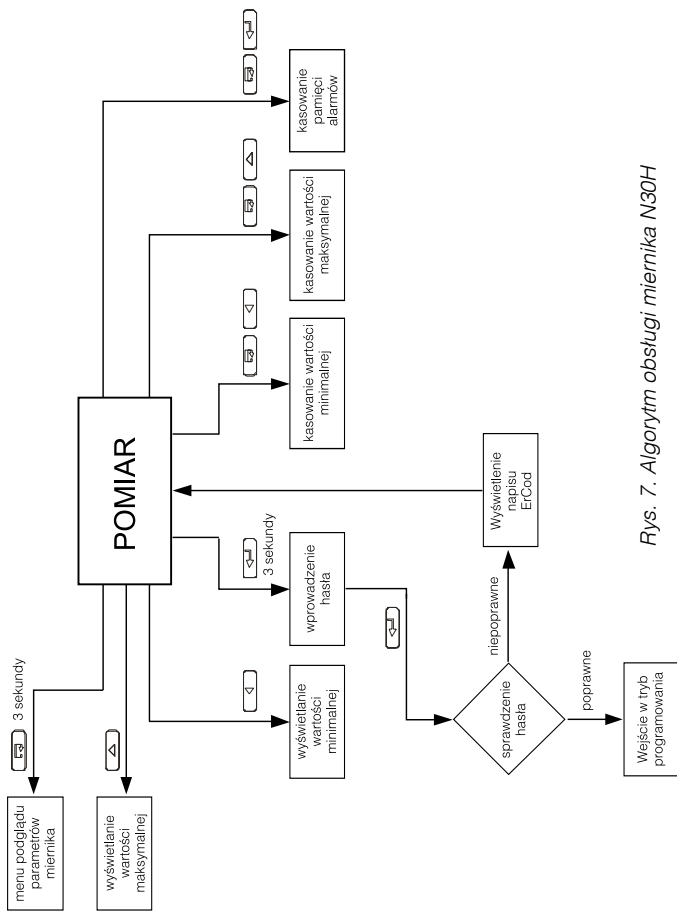 menu podglądu
parametrów
miernika
3 sekundy
wyświetlanie
wartości
maksymalnej
POMIAR
wyświetlanie
wartości
minimalnej
3 sekundy
wprowadzenie
hasła
kasowanie wartości
minimalnej
kasowanie wartości
maksymalnej
kasowanie
pamięci
alarmów
sprawdzenie
hasła
niepoprawne
Wyświetlenie
napisu
ErCod
poprawne
Wejście w tryb
programowania
Rys. 7. Algorytm obsługi miernika N30H